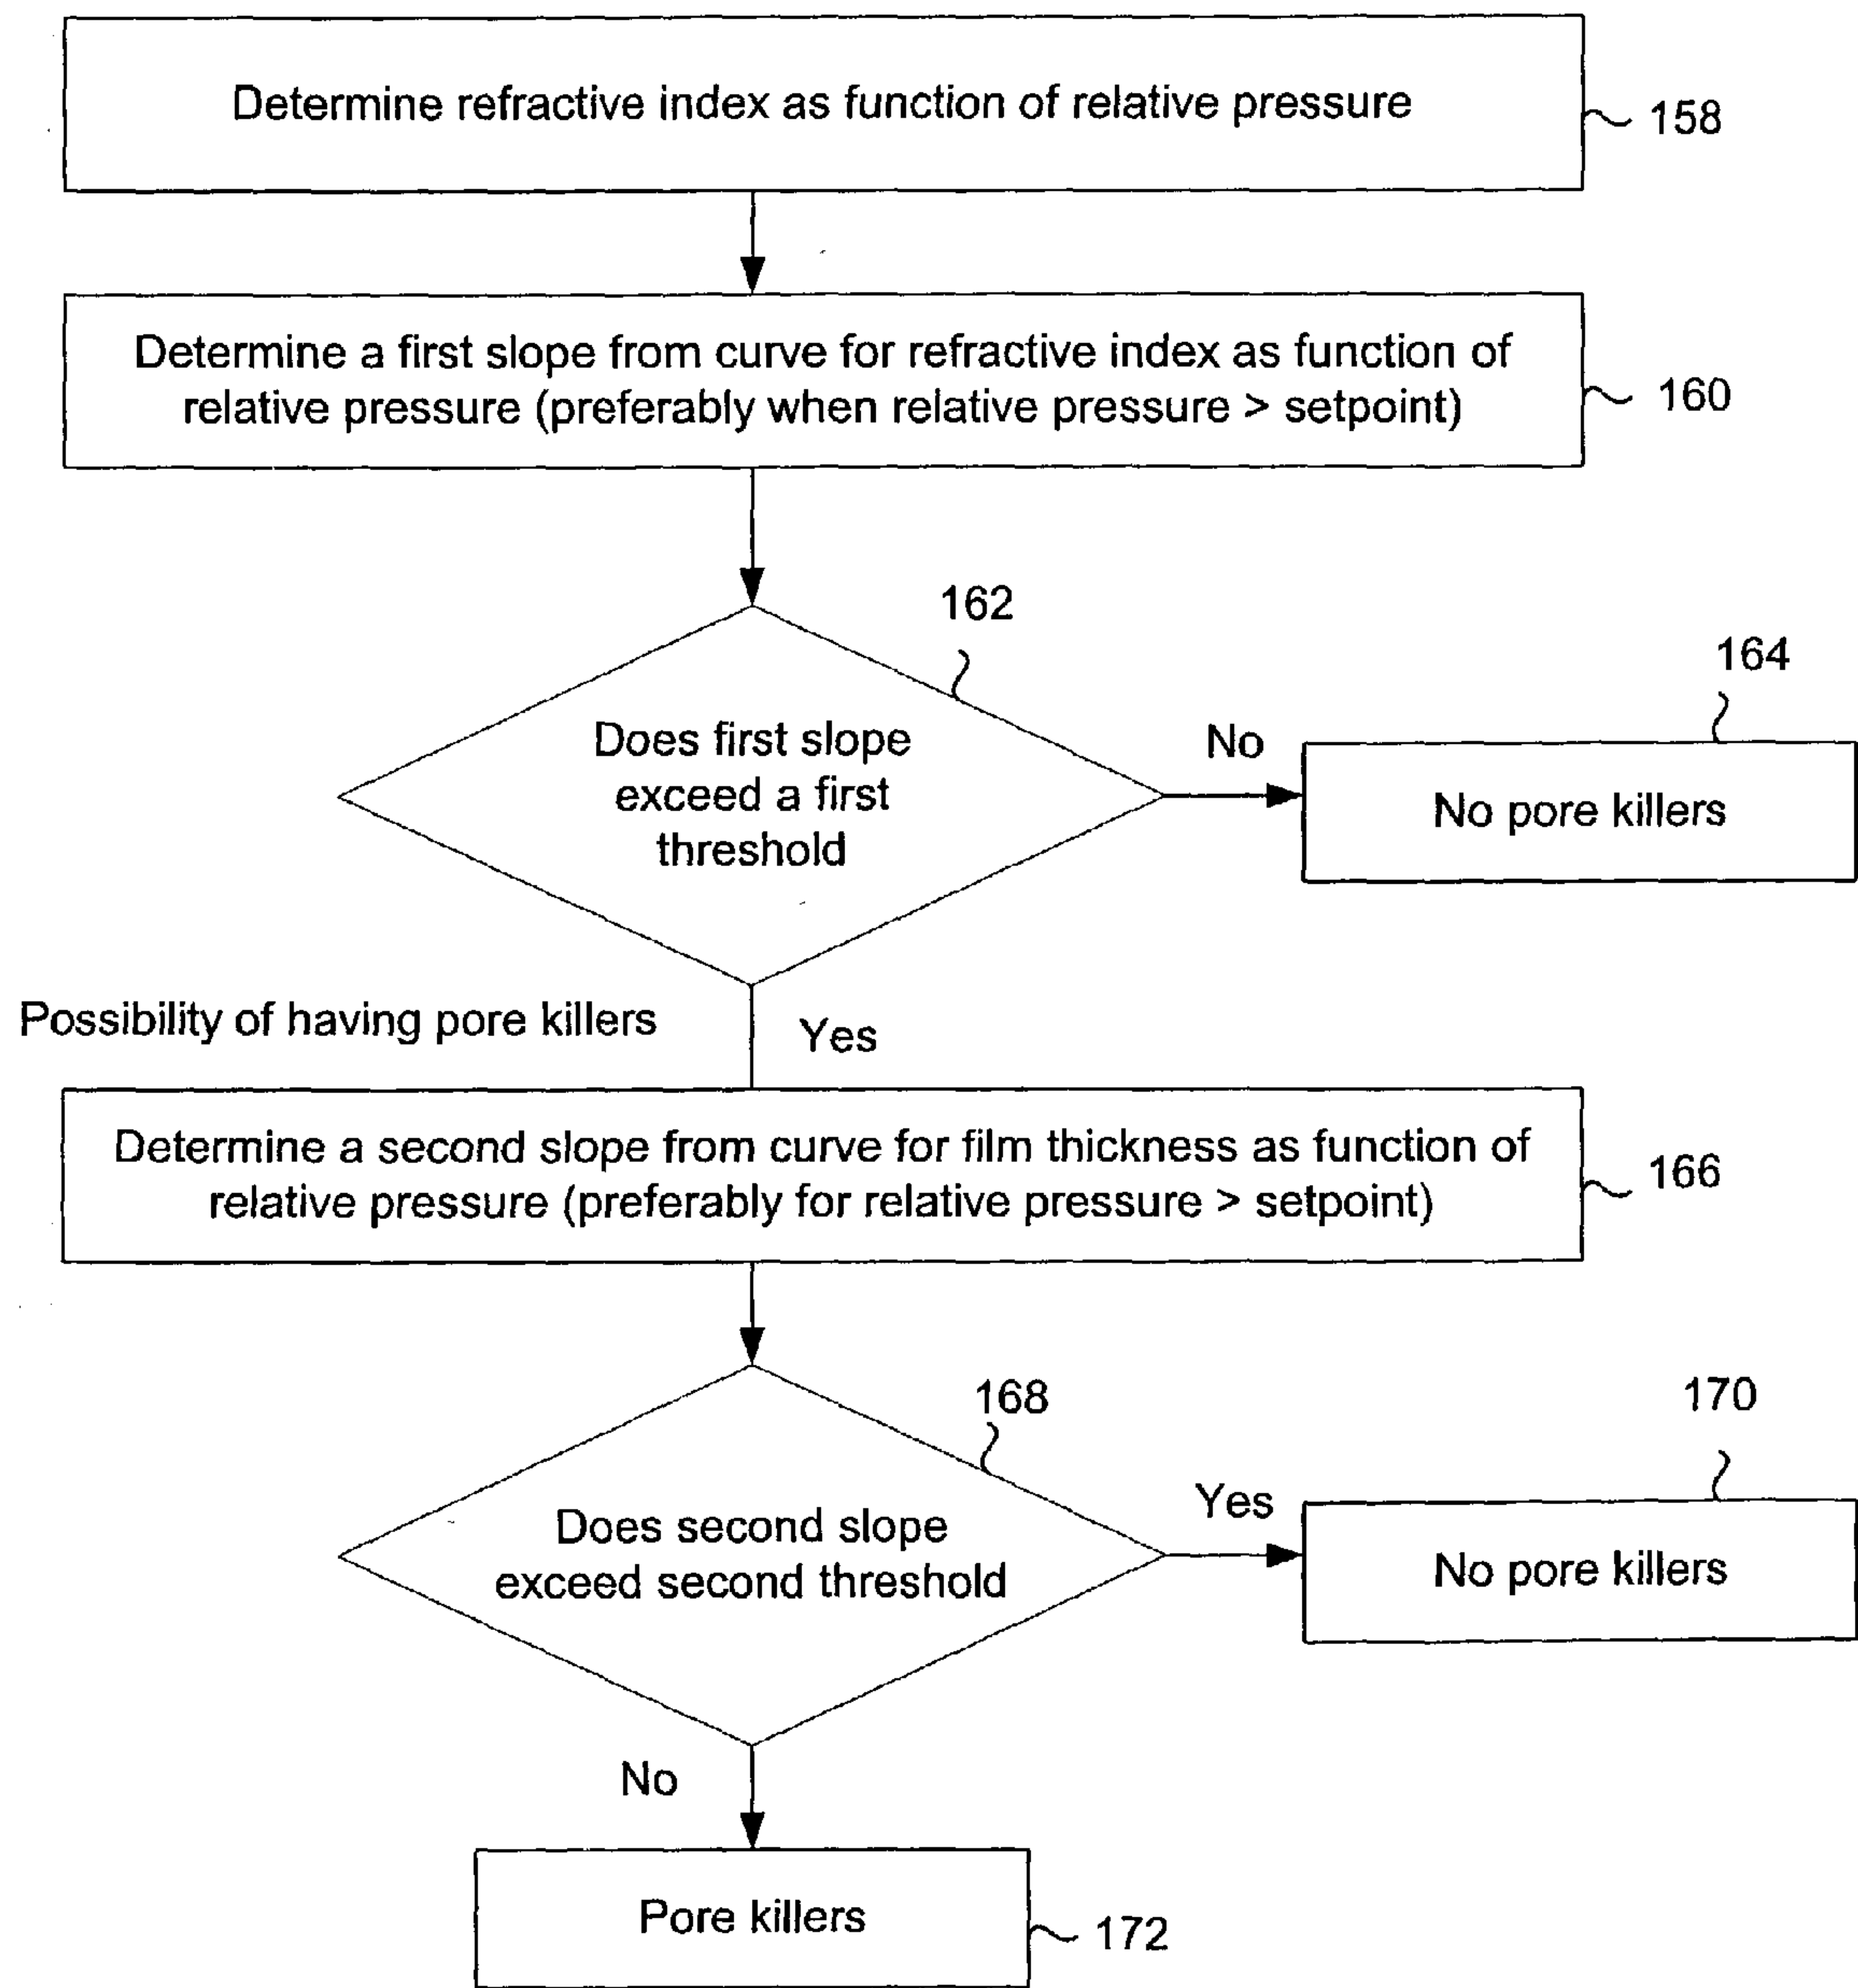 Determine refractive index as function of relative pressure
158
Determine a first slope from curve for refractive index as function of
relative pressure (preferably when relative pressure > setpoint)
160
162
Does first slope
exceed a first
threshold
No
164
No pore killers
Possibility of having pore killers
Yes
Determine a second slope from curve for film thickness as function of
relative pressure (preferably for relative pressure > setpoint)
166
168
Does second slope
exceed second threshold
Yes
170
No pore killers
No
Pore killers
172